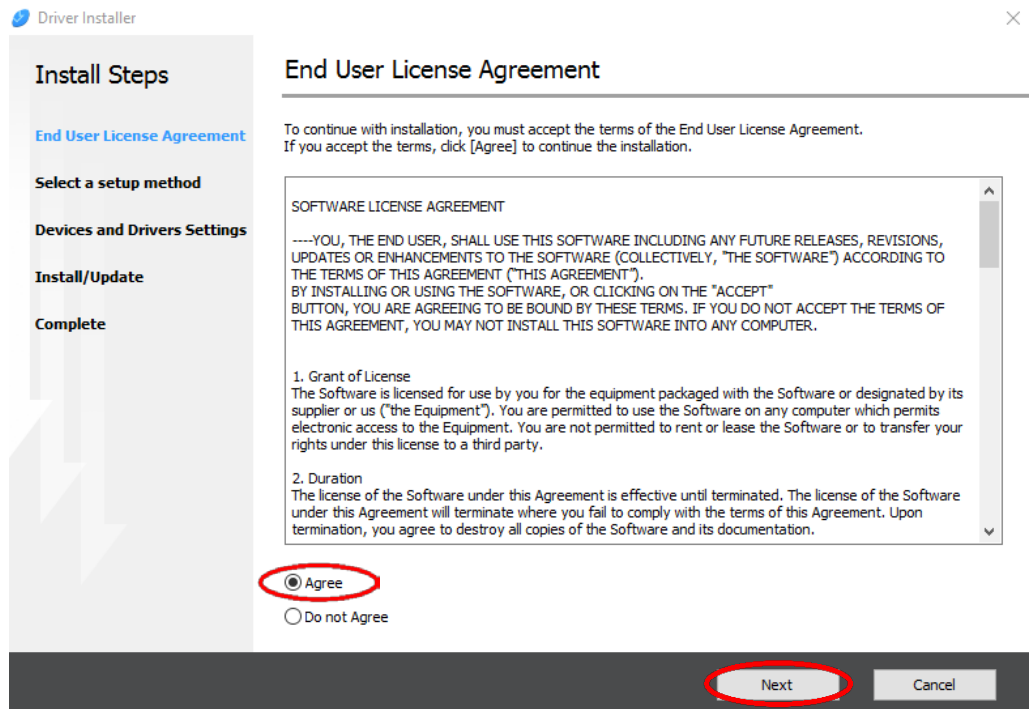 Driver Installer
Install Steps
End User License Agreement
Select a setup method
Devices and Drivers Settings
Install/Update
Complete
End User License Agreement
To continue with installation, you must accept the terms of the End User License Agreement.
If you accept the terms, click [Agree] to continue the installation.
SOFTWARE LICENSE AGREEMENT
----YOU, THE END USER, SHALL USE THIS SOFTWARE INCLUDING ANY FUTURE RELEASES, REVISIONS,
UPDATES OR ENHANCEMENTS TO THE SOFTWARE (COLLECTIVELY, "THE SOFTWARE") ACCORDING TO
THE TERMS OF THIS AGREEMENT ("THIS AGREEMENT").
BY INSTALLING OR USING THE SOFTWARE, OR CLICKING ON THE "ACCEPT"
BUTTON, YOU ARE AGREEING TO BE BOUND BY THESE TERMS. IF YOU DO NOT ACCEPT THE TERMS OF
THIS AGREEMENT, YOU MAY NOT INSTALL THIS SOFTWARE INTO ANY COMPUTER.
1. Grant of License
The Software is licensed for use by you for the equipment packaged with the Software or designated by its
supplier or us ("the Equipment"). You are permitted to use the Software on any computer which permits
electronic access to the Equipment. You are not permitted to rent or lease the Software or to transfer your
rights under this license to a third party.
2. Duration
The license of the Software under this Agreement is effective until terminated. The license of the Software
under this Agreement will terminate where you fail to comply with the terms of this Agreement. Upon
termination, you agree to destroy all copies of the Software and its documentation.
Agree
Do not Agree
Next
Cancel